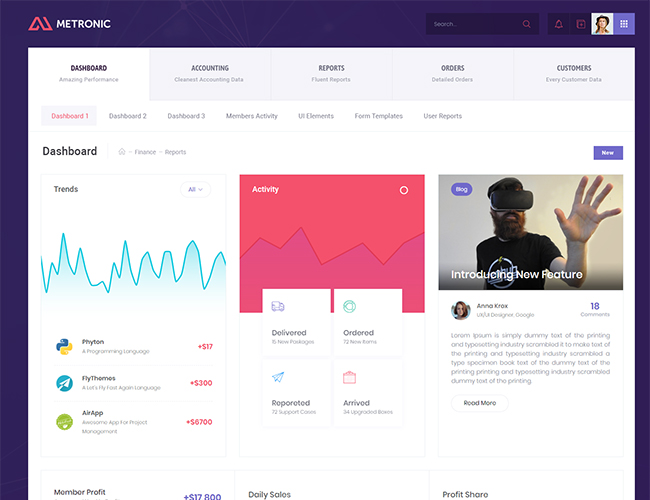 METRONIC
Search...
DASHBOARD
Amazing Performance
ACCOUNTING
Cleanest Accounting Data
REPORTS
Fluent Reports
ORDERS
Detailed Orders
CUSTOMERS
Every Customer Data
Dashboard 1
Dashboard 2
Dashboard 3
Members Activity
UI Elements
Form Templates
User Reports
Dashboard
Finance
Reports
New
Trends
All
Phyton
A Programming Language
+$17
FlyThemes
A Let's Fly Fast Again Language
+$300
AirApp
Awesome App For Project
Management
+$6700
Activity
Delivered
15 New Packages
Ordered
72 New Items
Reporeted
72 Support Cases
Arrived
34 Upgraded Boxes
Blog
Introducing New Feature
Anna Krox
UX/UI Designer, Google
18
Comments
Lorem Ipsum is simply dummy text of the printing
and typesetting industry scrambled it to make text of
the printing and typesetting industry scrambled a
type specimen book text of the dummy text of the
printing and typesetting industry scrambled dummy
text of the printing.
Read More
Member Profit
+$17,800
Daily Sales
Profit Share